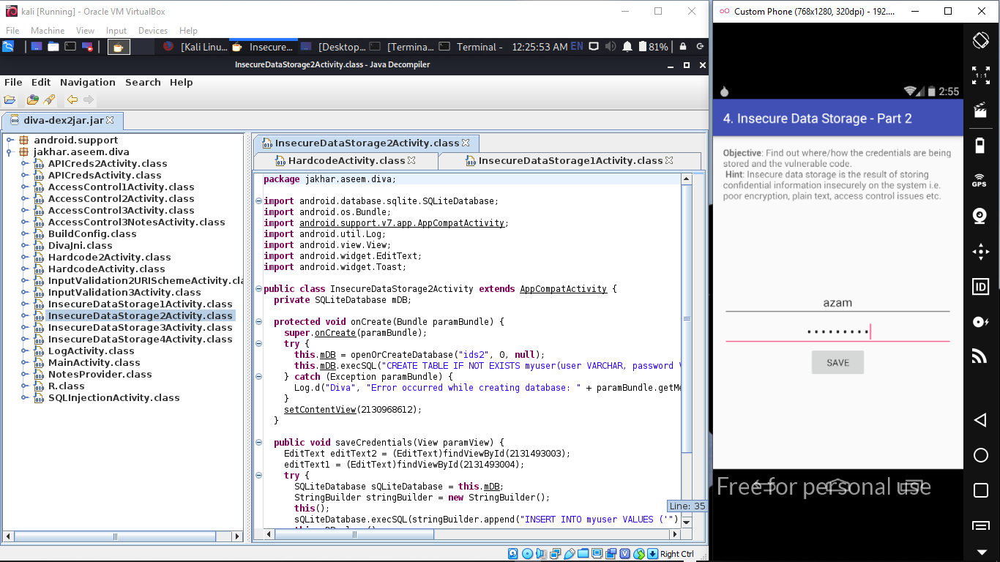 kali [Running] - Oracle VM VirtualBox
File Machine View Input Devices Help
[Kali Linu... Insecure... [Desktop... [Termina... Terminal - 12:25:53 AM EN 81%
InsecureDataStorage2Activity.class - Java Decompiler
File Edit Navigation Search Help
diva-dex2jar.jar
android.support
jakhar.aseem.diva
APICreds2Activity.class
APICredsActivity.class
AccessControl1Activity.class
AccessControl2Activity.class
AccessControl3Activity.class
AccessControl3NotesActivity.class
BuildConfig.class
DivaJni.class
Hardcode2Activity.class
HardcodeActivity.class
InputValidation2URISchemeActivity.cla
InputValidation3Activity.class
InsecureDataStorage1Activity.class
InsecureDataStorage2Activity.class
InsecureDataStorage3Activity.class
InsecureDataStorage4Activity.class
LogActivity.class
MainActivity.class
NotesProvider.class
R.class
SQLInjectionActivity.class
InsecureDataStorage2Activity.class
HardcodeActivity.class InsecureDataStorage1Activity.class
package jakhar.aseem.diva;
import android.database.sqlite.SQLiteDatabase;
import android.os.Bundle;
import android.support.v7.app.AppCompatActivity;
import android.util.Log;
import android.view.View;
import android.widget.EditText;
import android.widget.Toast;
public class InsecureDataStorage2Activity extends AppCompatActivity {
private SQLiteDatabase mDB;
protected void onCreate(Bundle paramBundle) {
super.onCreate(paramBundle);
try {
this.mDB = openOrCreateDatabase("ids2", 0, null);
this.mDB.execSQL("CREATE TABLE IF NOT EXISTS myuser(user VARCHAR, password V
} catch (Exception paramBundle) {
Log.d("Diva", "Error occurred while creating database: " + paramBundle.getMe
}
setContentView(2130968612);
}
public void saveCredentials(View paramView) {
EditText editText2 = (EditText)findViewById(2131493003);
editText1 = (EditText)findViewById(2131493004);
try {
SQLiteDatabase sQLiteDatabase = this.mDB;
StringBuilder stringBuilder = new StringBuilder();
this();
sQLiteDatabase.execSQL(stringBuilder.append("INSERT INTO myuser VALUES ('")
Line: 35
Right Ctrl
Custom Phone (768x1280, 320dpi) - 192....
2:55
4. Insecure Data Storage - Part 2
Objective: Find out where/how the credentials are being
stored and the vulnerable code.
Hint: Insecure data storage is the result of storing
confidential information insecurely on the system i.e.
poor encryption, plain text, access control issues etc.
azam
•••••••••
SAVE
Free for personal use
1:1
GPS
ID